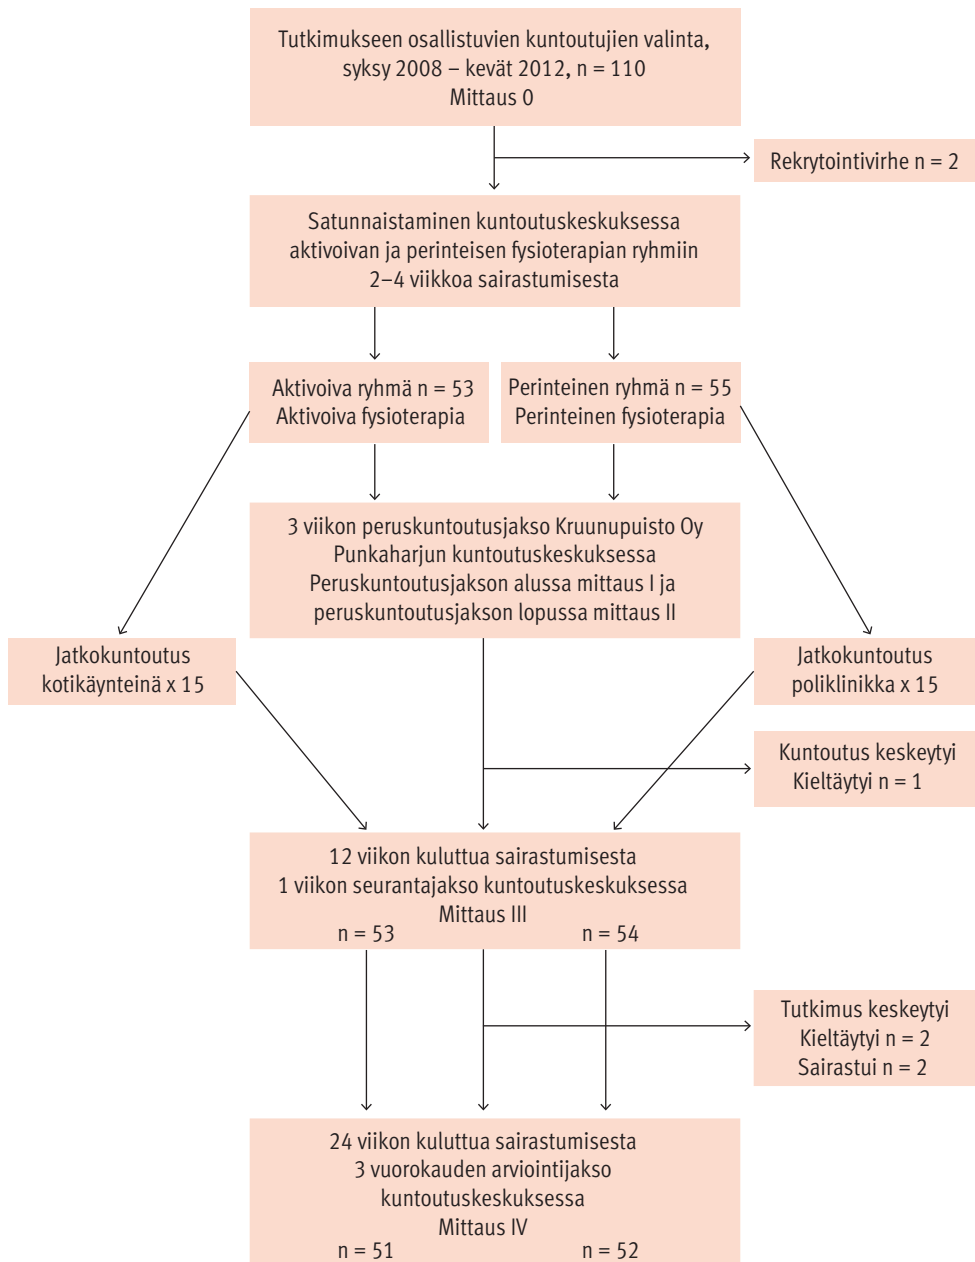 Tutkimukseen osallistuvien kuntoutujien valinta,
syksy 2008 – kevät 2012, n = 110
Mittaus 0
Rekrytointivirhe n = 2
Satunnaistaminen kuntoutuskeskuksessa
aktivoivan ja perinteisen fysioterapian ryhmiin
2–4 viikkoa sairastumisesta
Aktivoiva ryhmä n = 53
Aktivoiva fysioterapia
Perinteinen ryhmä n = 55
Perinteinen fysioterapia
3 viikon peruskuntoutusjakso Kruunupuisto Oy
Punkaharjun kuntoutuskeskuksessa
Peruskuntoutusjakson alussa mittaus I ja
peruskuntoutusjakson lopussa mittaus II
Jatkokuntoutus
kotikäynteinä x 15
Jatkokuntoutus
poliklinikka x 15
Kuntoutus keskeytyi
Kieltäytyi n = 1
12 viikon kuluttua sairastumisesta
1 viikon seurantajakso kuntoutuskeskuksessa
Mittaus III
n = 53 n = 54
Tutkimus keskeytyi
Kieltäytyi n = 2
Sairastui n = 2
24 viikon kuluttua sairastumisesta
3 vuorokauden arviointijakso
kuntoutuskeskuksessa
Mittaus IV
n = 51 n = 52